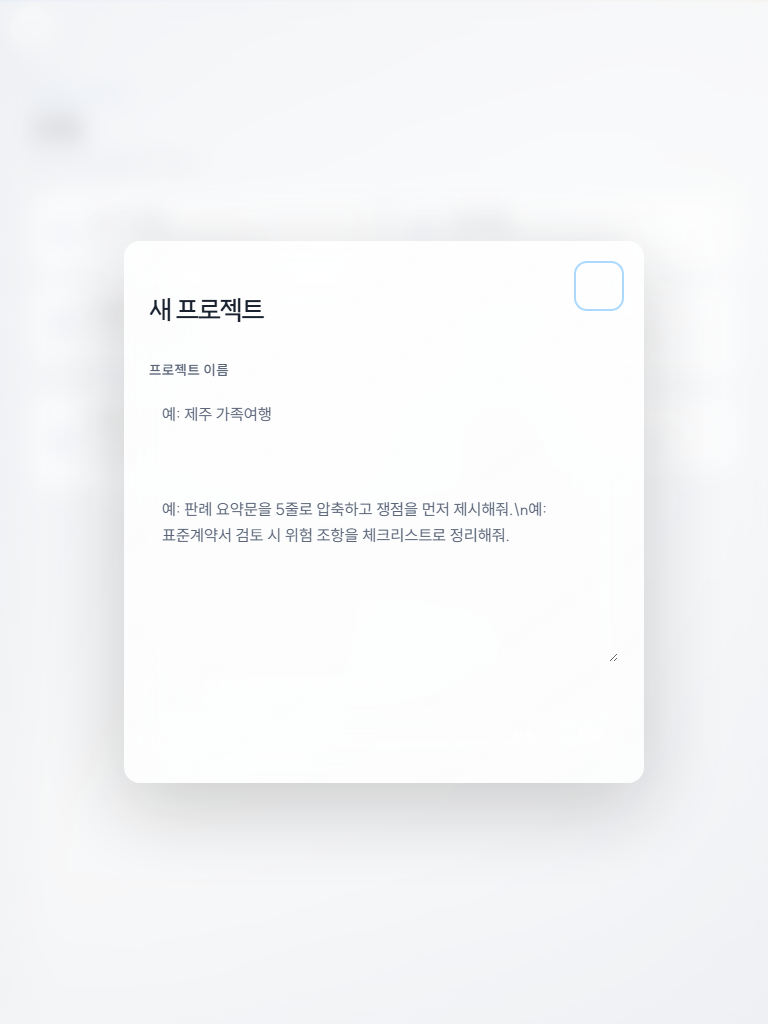 새 프로젝트
프로젝트 이름
예: 제주 가족여행
예: 판례 요약문을 5줄로 압축하고 쟁점을 먼저 제시해줘.\n예:
표준계약서 검토 시 위험 조항을 체크리스트로 정리해줘.